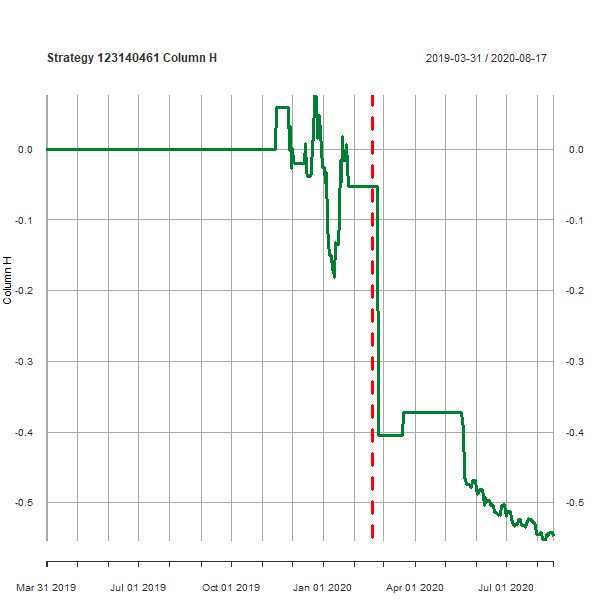 Strategy 123140461 Column H 2019-03-31 / 2020-08-17
0.0 0.0
-0.1 -0.1
-0.2 -0.2
Column H
-0.3 -0.3
-0.4 -0.4
-0.5 -0.5
Mar 31 2019 Jul 01 2019 Oct 01 2019 Jan 01 2020 Apr 01 2020 Jul 01 2020